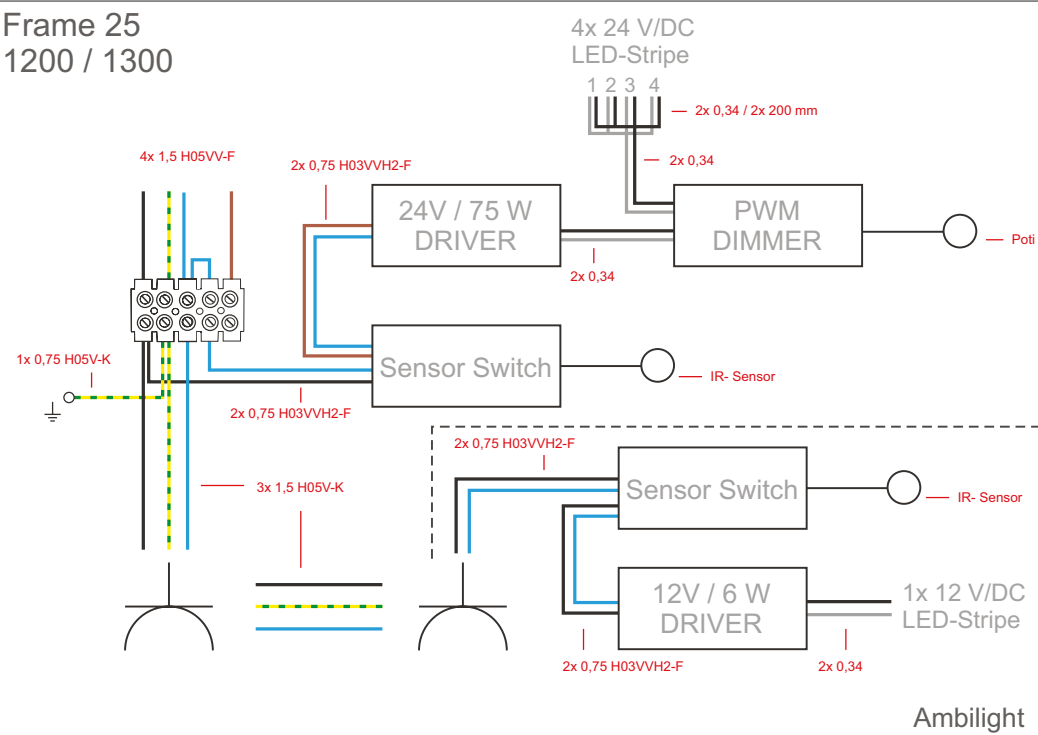 Frame 25
1200 / 1300
4x 24 V/DC
LED-Stripe
1 2 3 4
2x 0,34 / 2x 200 mm
4x 1,5 H05VV-F
2x 0,75 H03VVH2-F
2x 0,34
24V / 75 W
DRIVER
PWM
DIMMER
Poti
2x 0,34
1x 0,75 H05V-K
Sensor Switch
IR- Sensor
2x 0,75 H03VVH2-F
2x 0,75 H03VVH2-F
3x 1,5 H05V-K
Sensor Switch
IR- Sensor
12V / 6 W
DRIVER
1x 12 V/DC
LED-Stripe
2x 0,75 H03VVH2-F
2x 0,34
Ambilight